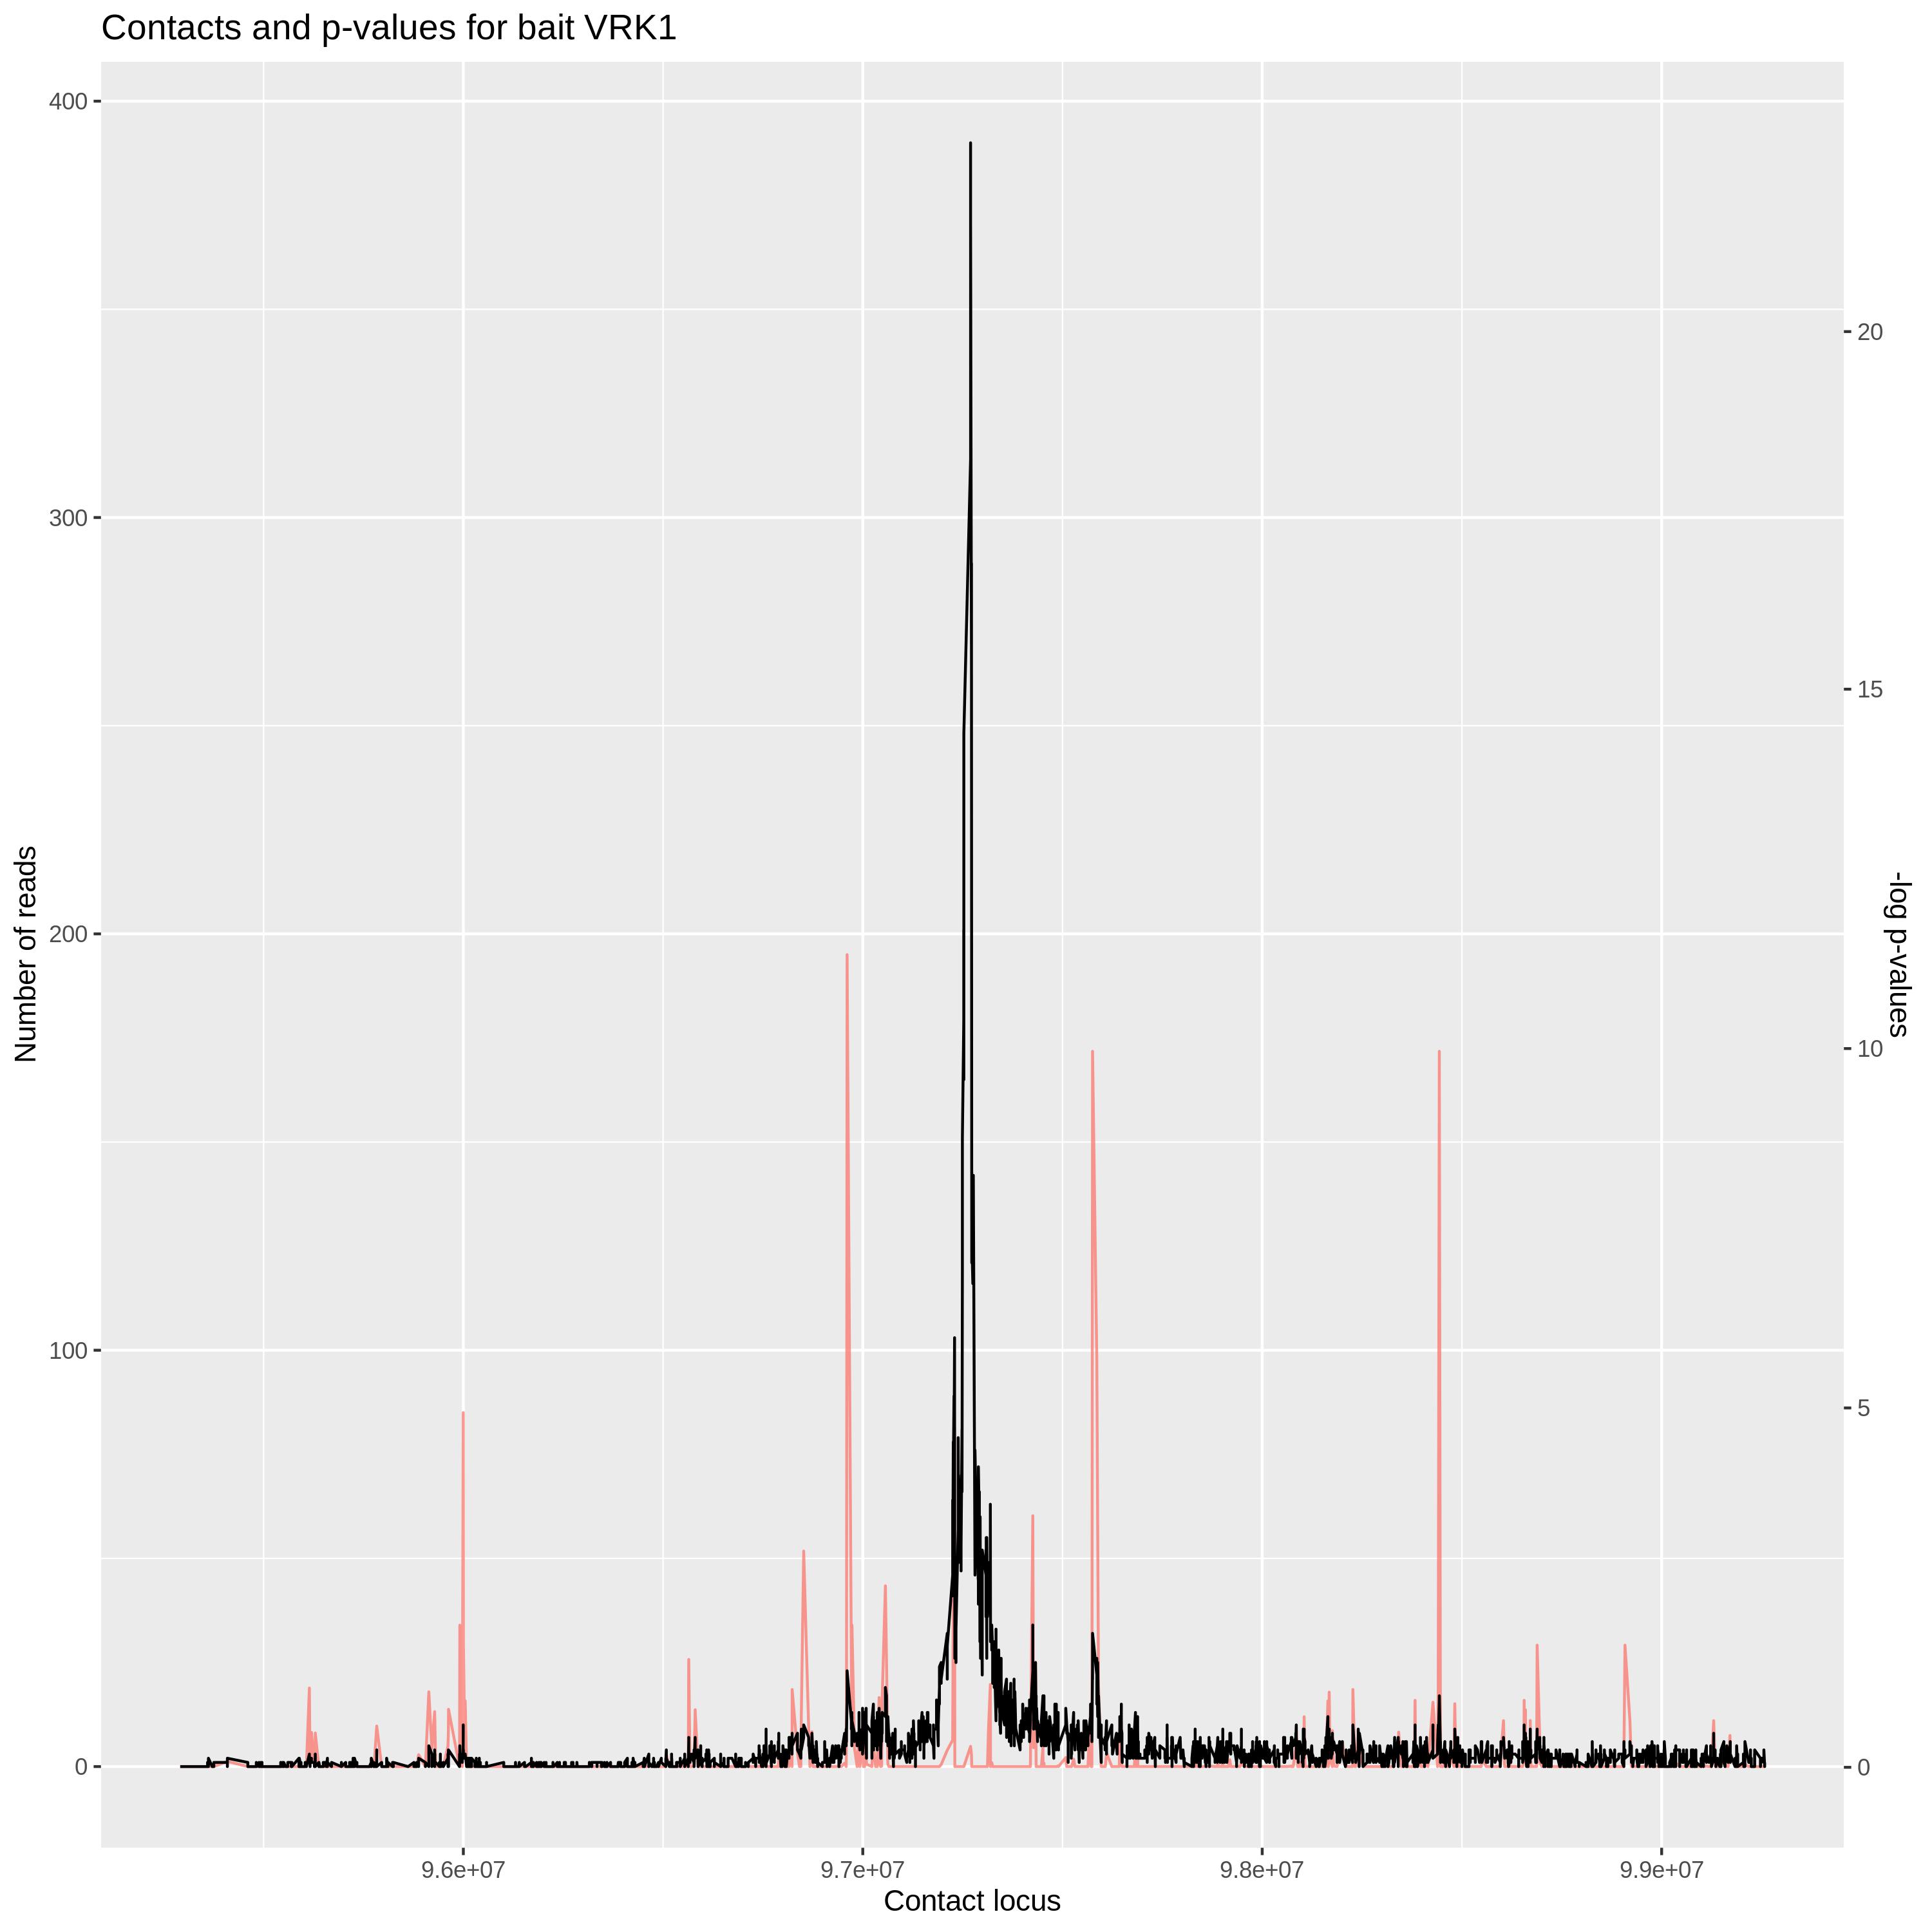 Contacts and p-values for bait VRK1
400
300
200
100
0
Number of reads
20
15
10
5
0
-log p-values
9.6e+07
9.7e+07
9.8e+07
9.9e+07
Contact locus